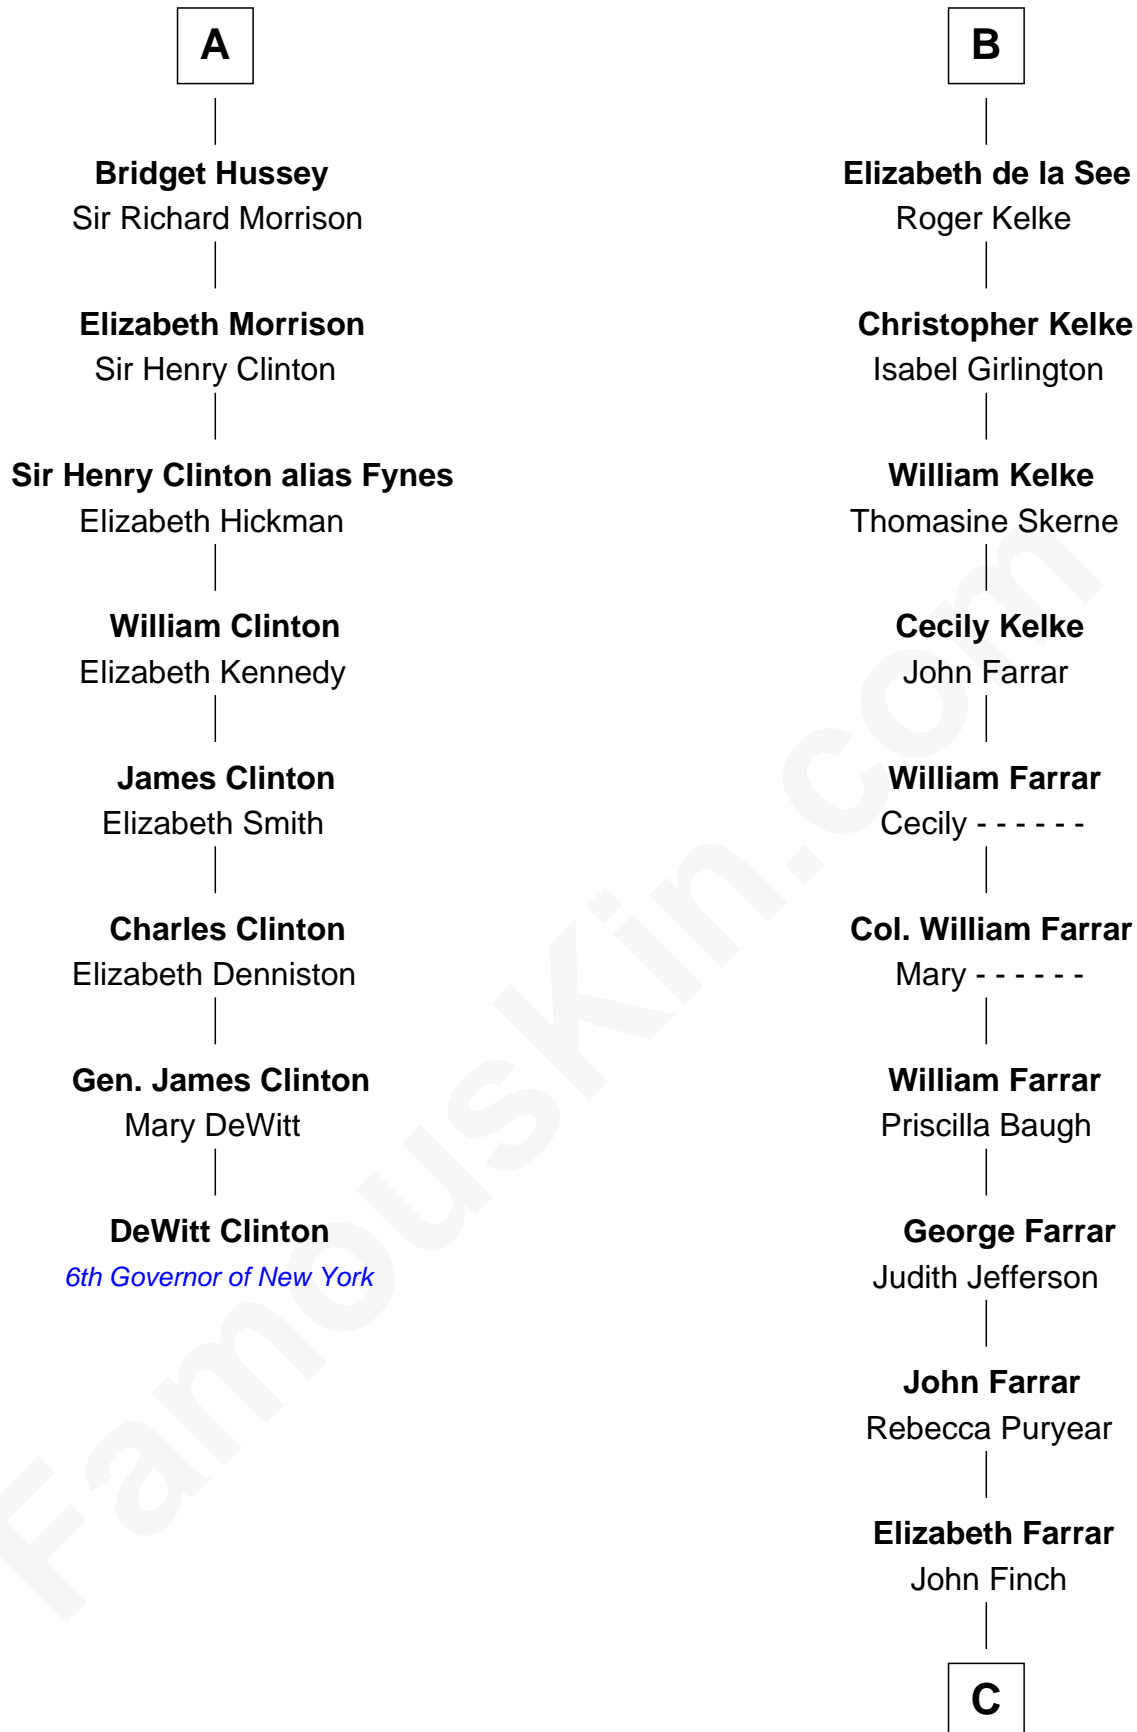 A
Bridget Hussey
Sir Richard Morrison
Elizabeth Morrison
Sir Henry Clinton
Sir Henry Clinton alias Fynes
Elizabeth Hickman
William Clinton
Elizabeth Kennedy
James Clinton
Elizabeth Smith
Charles Clinton
Elizabeth Denniston
Gen. James Clinton
Mary DeWitt
DeWitt Clinton
6th Governor of New York
B
Elizabeth de la See
Roger Kelke
Christopher Kelke
Isabel Girlington
William Kelke
Thomasine Skerne
Cecily Kelke
John Farrar
William Farrar
Cecily - - - - - -
Col. William Farrar
Mary - - - - - -
William Farrar
Priscilla Baugh
George Farrar
Judith Jefferson
John Farrar
Rebecca Puryear
Elizabeth Farrar
John Finch
C
FamousKin.com